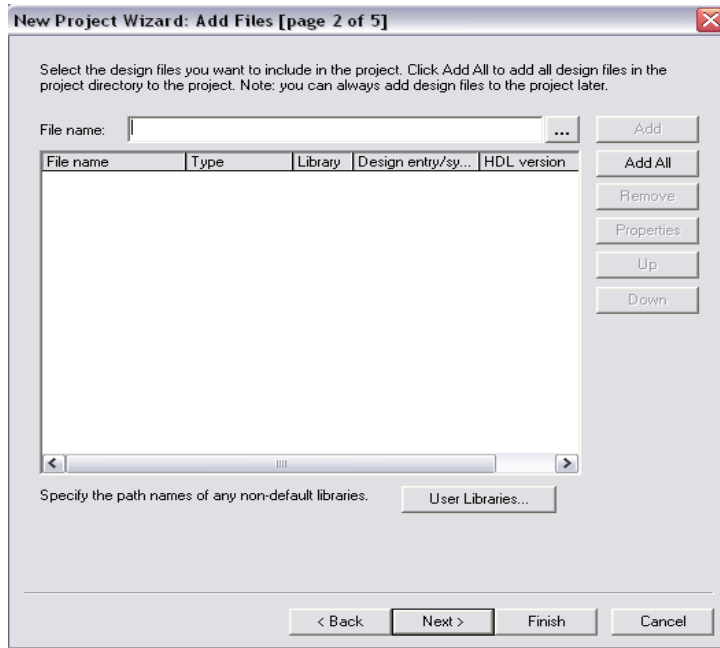 New Project Wizard: Add Files [page 2 of 5]
Select the design files you want to include in the project. Click Add All to add all design files in the
project directory to the project. Note: you can always add design files to the project later.
File name: ... Add
File name Type Library Design entry/sy... HDL version Add All
Remove
Properties
Up
Down
Specify the path names of any non-default libraries. User Libraries...
< Back Next > Finish Cancel